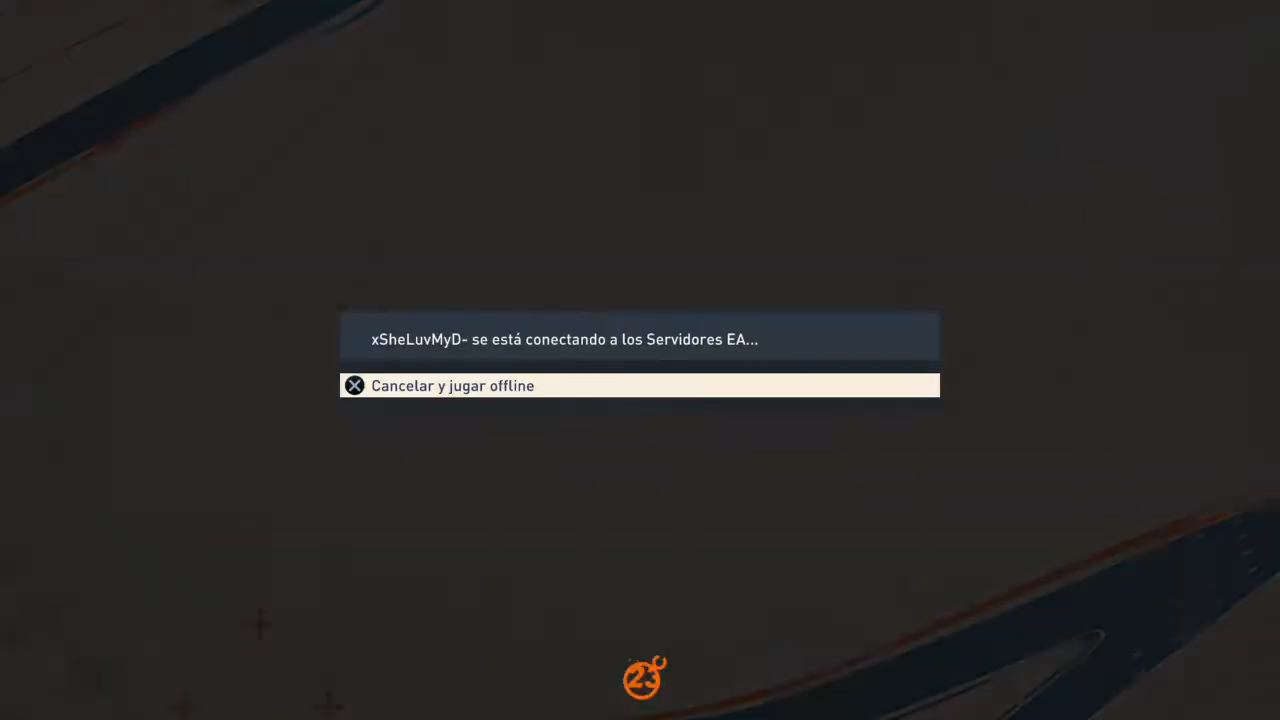 xSheLuvMyD- se está conectando a los Servidores EA...
Cancelar y jugar offline
23